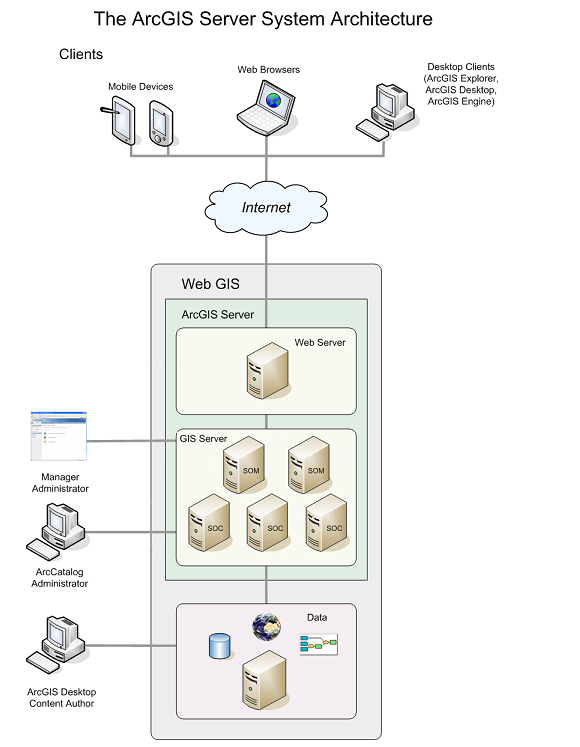 The ArcGIS Server System Architecture
Clients
Mobile Devices
Web Browsers
Desktop Clients
(ArcGIS Explorer,
ArcGIS Desktop,
ArcGIS Engine)
Internet
Web GIS
ArcGIS Server
Web Server
GIS Server
SOM
SOM
SOC
SOC
SOC
Manager
Administrator
ArcCatalog
Administrator
Data
ArcGIS Desktop
Content Author